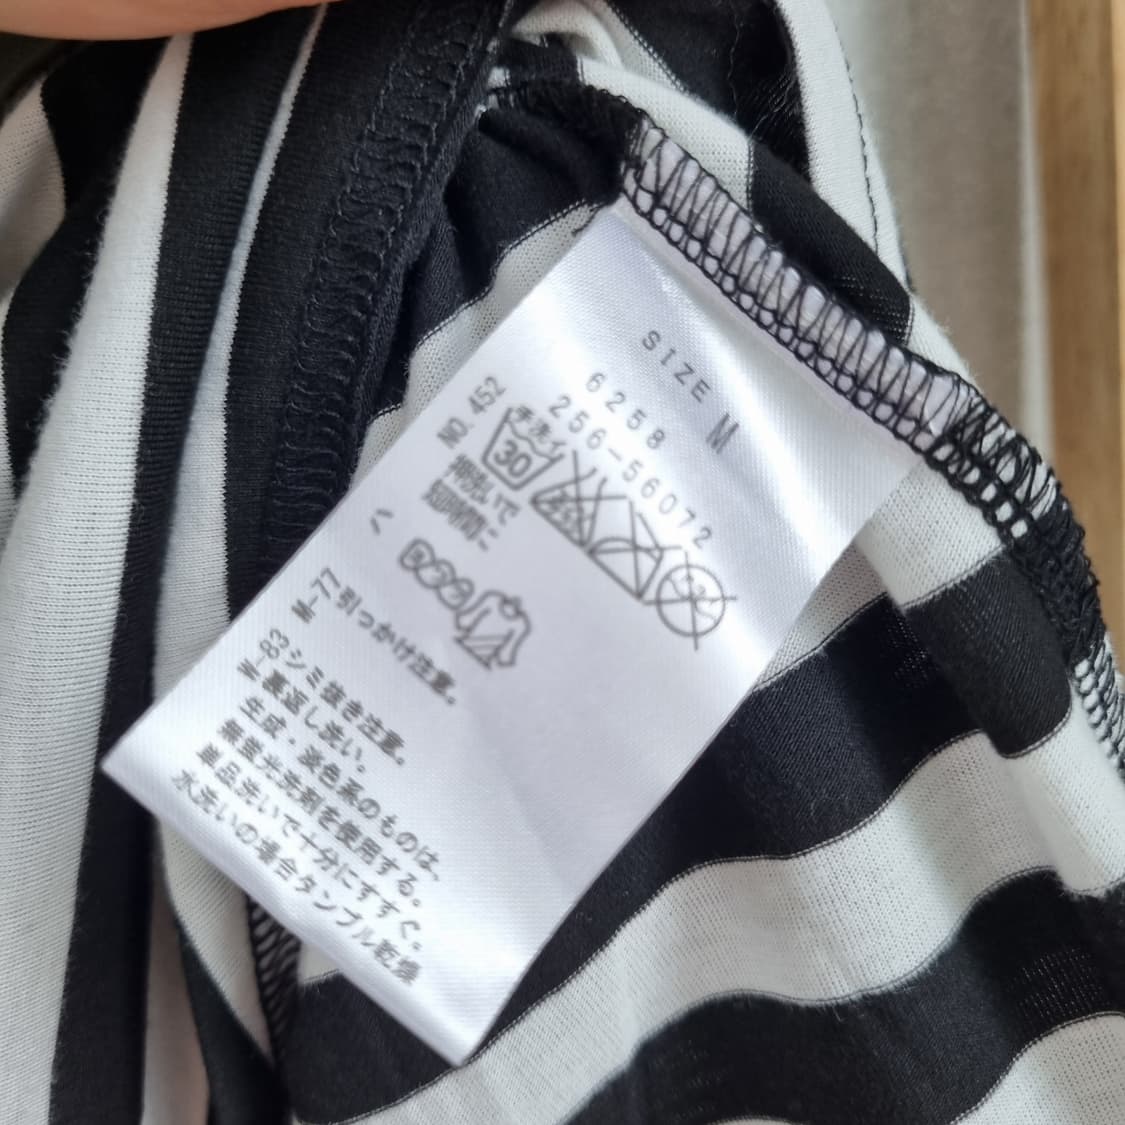 SIZE M
6258
256-56072
NO.452
手洗イ
30
押洗いで
短時間に
ハ
M-77 引っかけ注意。
M-83 シミ抜き注意。
裏返し洗い。
生成・淡色系のものは、
無蛍光洗剤を使用する。
単品洗いで十分にすすぐ。
水洗いの場合タンブル乾燥